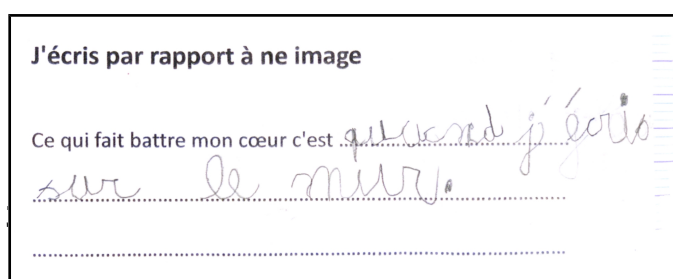 J'écris par rapport à ne image
Ce qui fait battre mon cœur c'est quand j'écris
sur le mur.